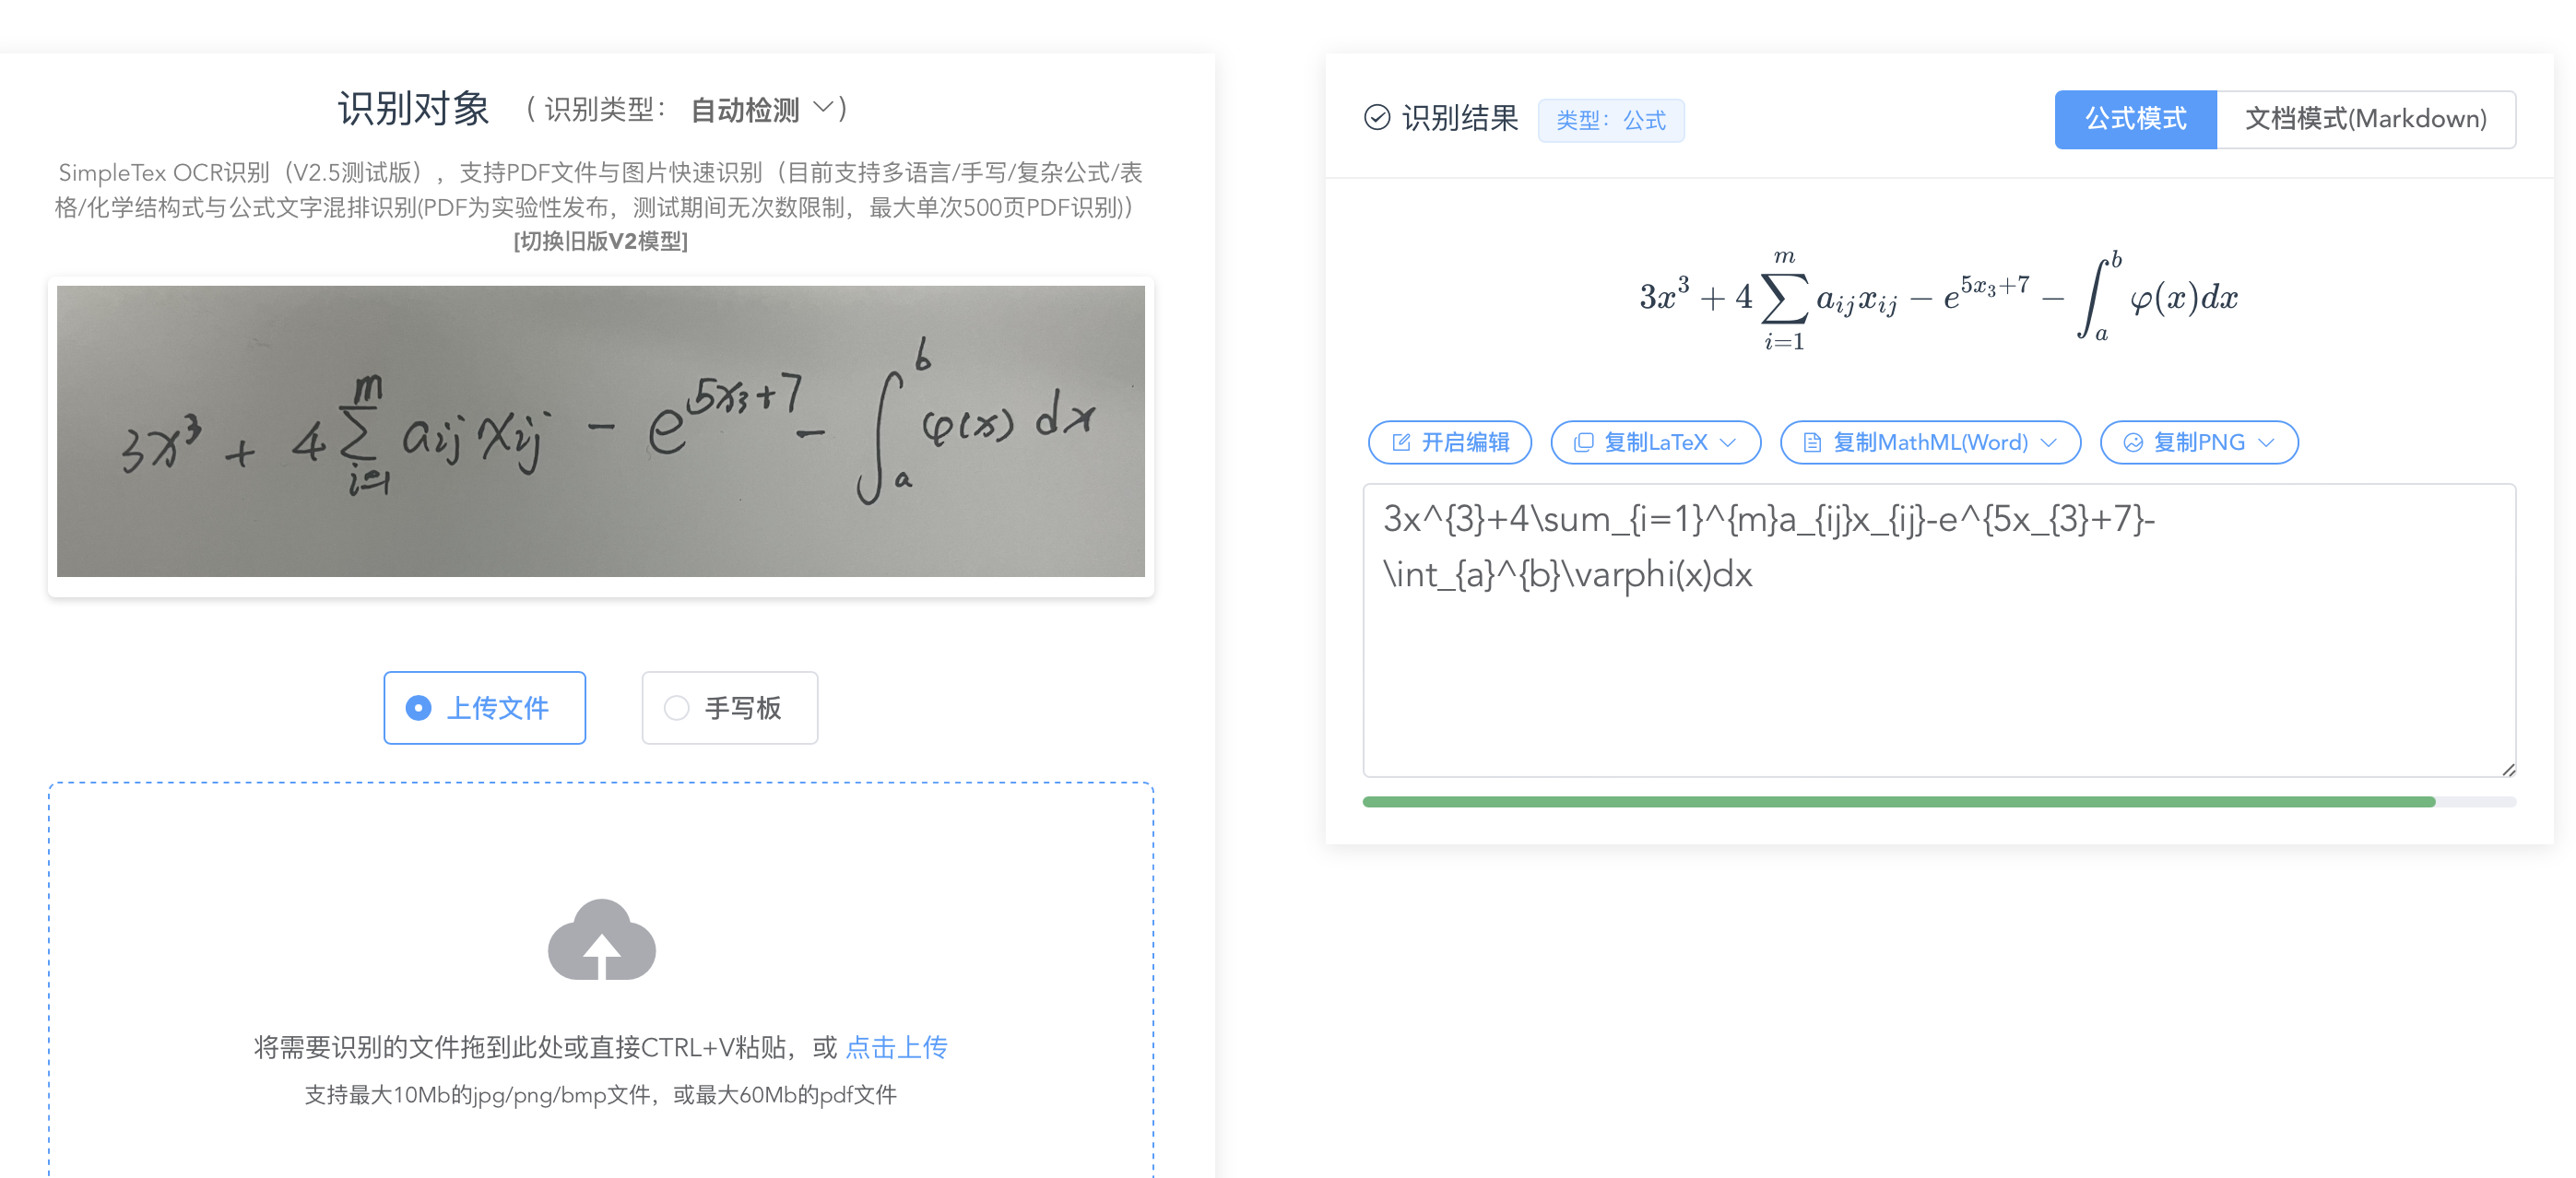 识别对象 （ 识别类型： 自动检测 ）
SimpleTex OCR识别（V2.5测试版），支持PDF文件与图片快速识别（目前支持多语言/手写/复杂公式/表
格/化学结构式与公式文字混排识别(PDF为实验性发布，测试期间无次数限制，最大单次500页PDF识别)）
[切换旧版V2模型]
3x³ + 4∑_{i=1}^{m} a_{ij} x_{ij} − e^{5x_3+7} − ∫_{a}^{b} φ(x) dx
上传文件 手写板
将需要识别的文件拖到此处或直接CTRL+V粘贴，或 点击上传
支持最大10Mb的jpg/png/bmp文件，或最大60Mb的pdf文件
识别结果 类型：公式 公式模式 文档模式(Markdown)
3x³ + 4∑_{i=1}^{m} a_{ij}x_{ij} − e^{5x_3+7} − ∫_{a}^{b} φ(x)dx
开启编辑 复制LaTeX 复制MathML(Word) 复制PNG
3x^{3}+4\sum_{i=1}^{m}a_{ij}x_{ij}-e^{5x_{3}+7}-
\int_{a}^{b}\varphi(x)dx